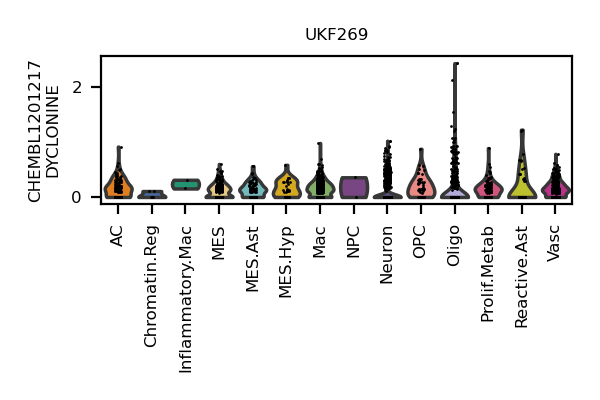 UKF269
CHEMBL1201217
DYCLONINE
2
0
AC
Chromatin.Reg
Inflammatory.Mac
MES
MES.Ast
MES.Hyp
Mac
NPC
Neuron
OPC
Oligo
Prolif.Metab
Reactive.Ast
Vasc